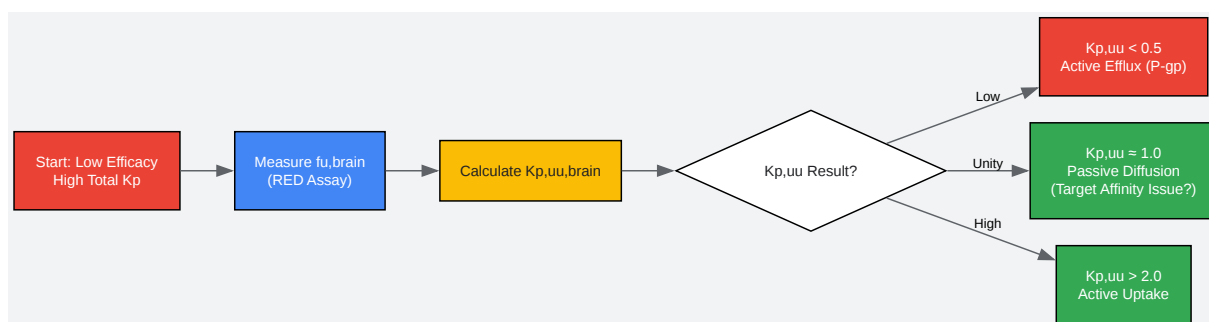 Start: Low Efficacy
High Total Kp
Measure fu,brain
(RED Assay)
Calculate Kp,uu,brain
Kp,uu Result?
Low
Unity
High
Kp,uu < 0.5
Active Efflux (P-gp)
Kp,uu ≈ 1.0
Passive Diffusion
(Target Affinity Issue?)
Kp,uu > 2.0
Active Uptake